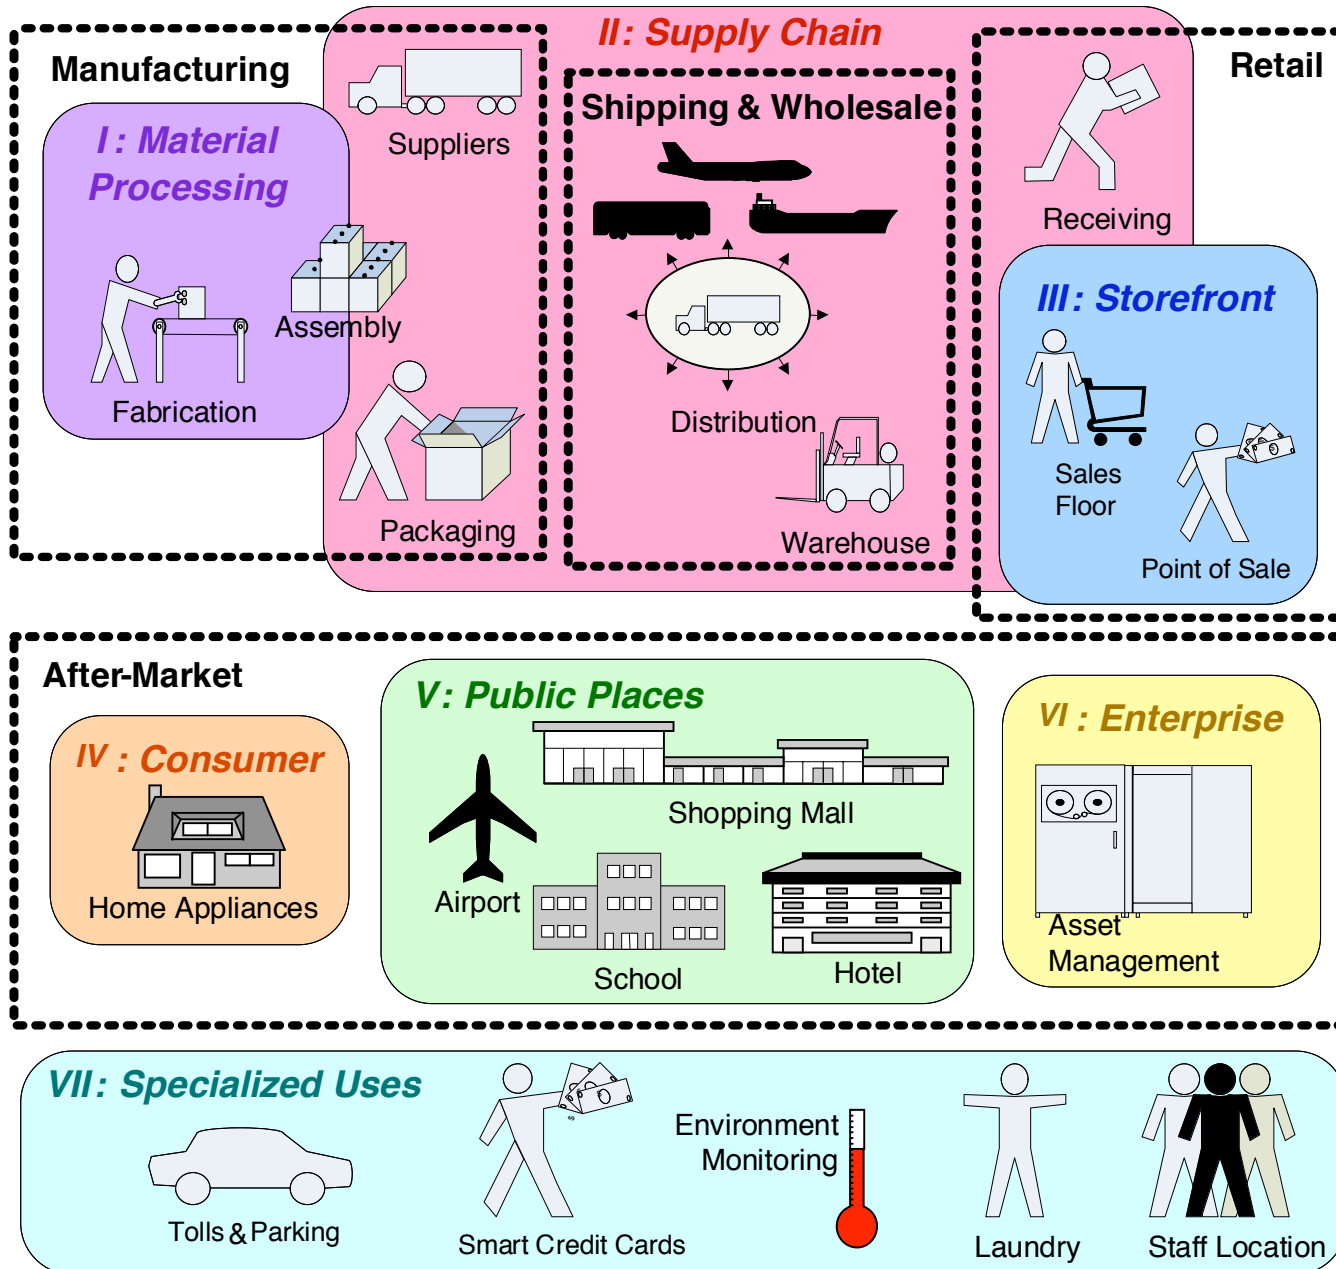 II: Supply Chain
Manufacturing
Retail
Suppliers
Shipping & Wholesale
I: Material
Processing
Receiving
Assembly
Fabrication
Packaging
Distribution
Warehouse
III: Storefront
Sales
Floor
Point of Sale
After-Market
IV : Consumer
Home Appliances
V: Public Places
Shopping Mall
Airport
School
Hotel
VI : Enterprise
Asset
Management
VII: Specialized Uses
Tolls & Parking
Smart Credit Cards
Environment
Monitoring
Laundry
Staff Location